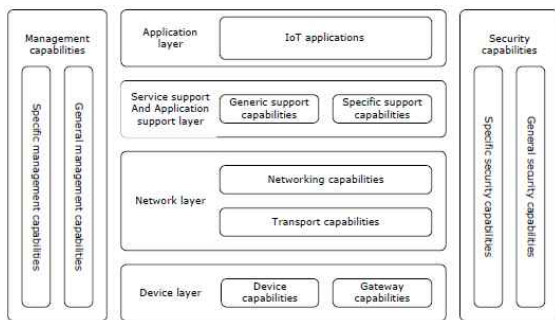 Management
capabilities
Specific management capabilities
General management capabilities
Application
layer
IoT applications
Service support
And Application
support layer
Generic support
capabilities
Specific support
capabilities
Network layer
Networking capabilities
Transport capabilities
Device layer
Device
capabilities
Gateway
capabilities
Security
capabilities
Specific security capabilities
General security capabilities